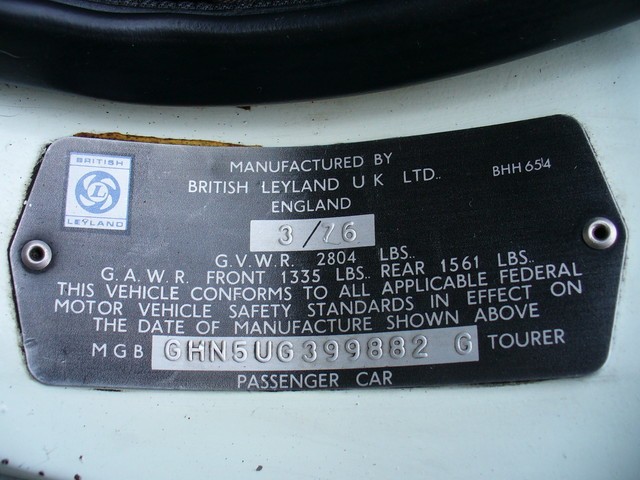 BRITISH
L
LEYLAND
MANUFACTURED BY
BRITISH LEYLAND U K LTD..
BHH 654
ENGLAND
3/76
G.V.W.R. 2804 LBS..
G.A.W.R. FRONT 1335 LBS.. REAR 1561 LBS..
THIS VEHICLE CONFORMS TO ALL APPLICABLE FEDERAL
MOTOR VEHICLE SAFETY STANDARDS IN EFFECT ON
THE DATE OF MANUFACTURE SHOWN ABOVE
MGB GHN5UG399882 G TOURER
PASSENGER CAR